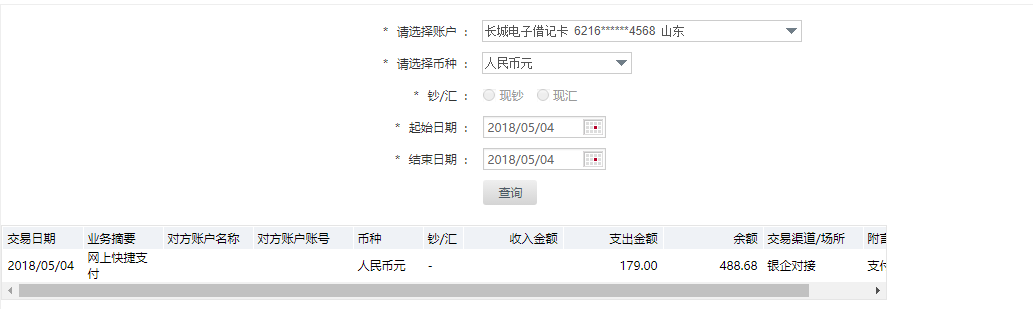 * 请选择账户 : 长城电子借记卡 6216******4568 山东
* 请选择币种 : 人民币元
* 钞/汇 : 现钞 现汇
* 起始日期 : 2018/05/04
* 结束日期 : 2018/05/04
查询
交易日期 业务摘要 对方账户名称 对方账户账号 币种 钞/汇 收入金额 支出金额 余额 交易渠道/场所 附言
2018/05/04 网上快捷支付 人民币元 - 179.00 488.68 银企对接 支付